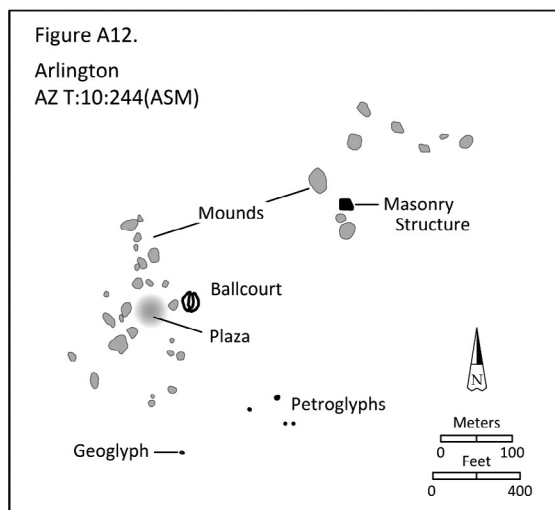 Figure A12.
Arlington
AZ T:10:244(ASM)
Mounds
Masonry
Structure
Ballcourt
Plaza
Petroglyphs
Geoglyph
N
Meters
0 100
Feet
0 400